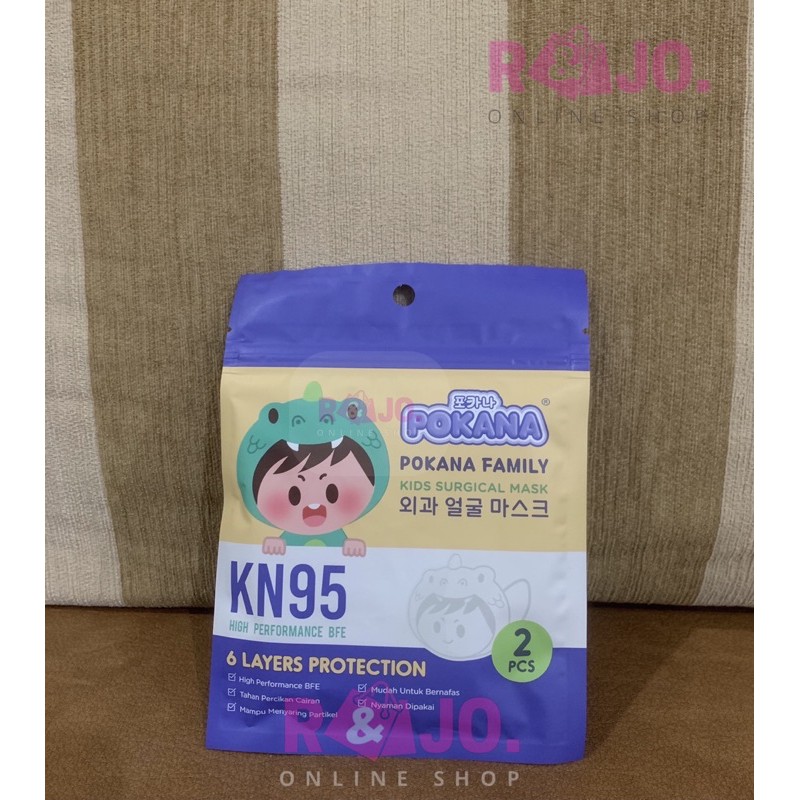 R&JO.
ONLINE SHOP
포카나
POKANA®
R&JO.
ONLINE
POKANA FAMILY
KIDS SURGICAL MASK
외과 얼굴 마스크
KN95
HIGH PERFORMANCE BFE
2
PCS
6 LAYERS PROTECTION
High Performance BFE
Tahan Percikan Cairan
Mampu Menyaring Partikel
Mudah Untuk Bernafas
Nyaman Dipakai
R&JO.
ONLINE SHOP